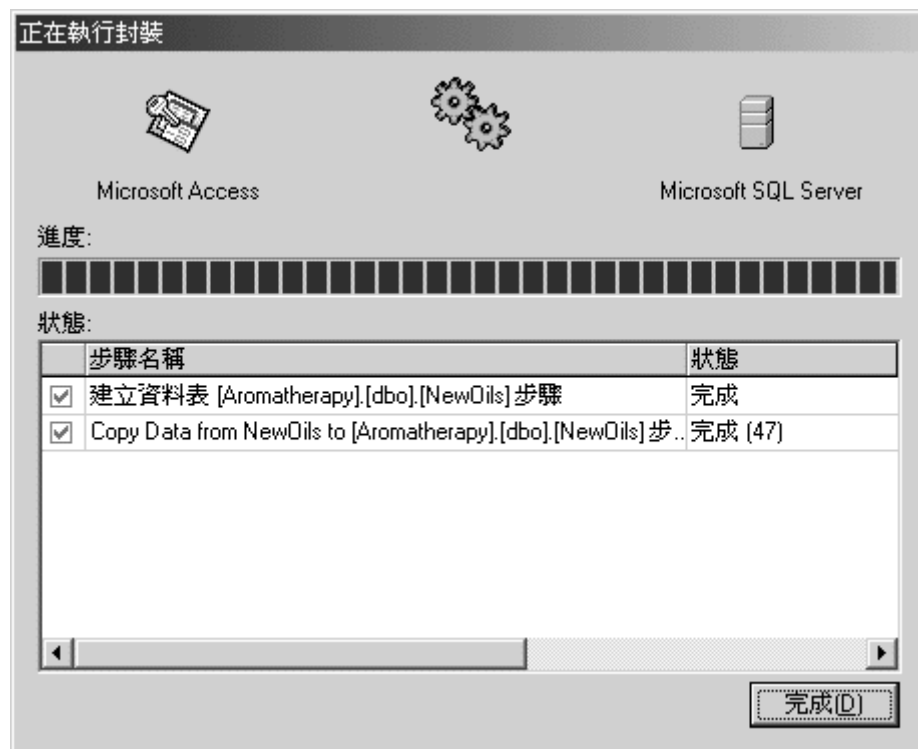 正在執行封裝
Microsoft Access
Microsoft SQL Server
進度:
狀態:
步驟名稱 狀態
建立資料表 [Aromatherapy].[dbo].[NewOils] 步驟 完成
Copy Data from NewOils to [Aromatherapy].[dbo].[NewOils] 步.. 完成 (47)
完成(D)